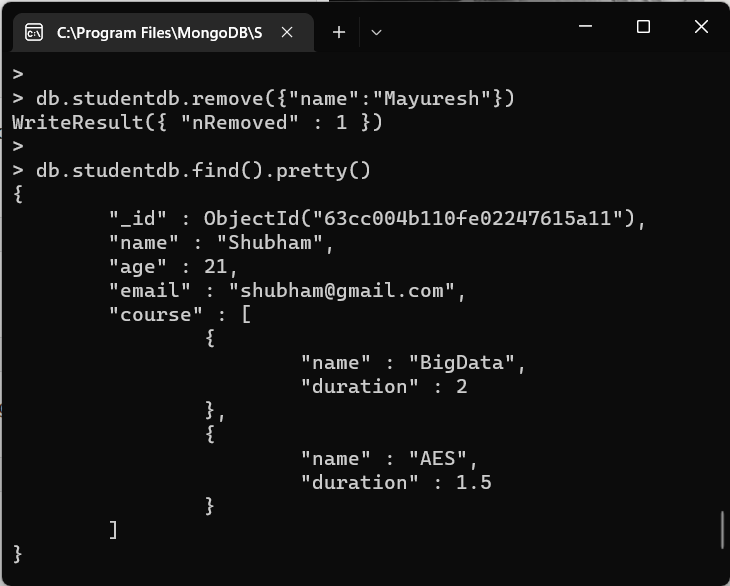 C:\Program Files\MongoDB\S
>
> db.studentdb.remove({"name":"Mayuresh"})
WriteResult({ "nRemoved" : 1 })
>
> db.studentdb.find().pretty()
{
        "_id" : ObjectId("63cc004b110fe02247615a11"),
        "name" : "Shubham",
        "age" : 21,
        "email" : "shubham@gmail.com",
        "course" : [
                {
                        "name" : "BigData",
                        "duration" : 2
                },
                {
                        "name" : "AES",
                        "duration" : 1.5
                }
        ]
}